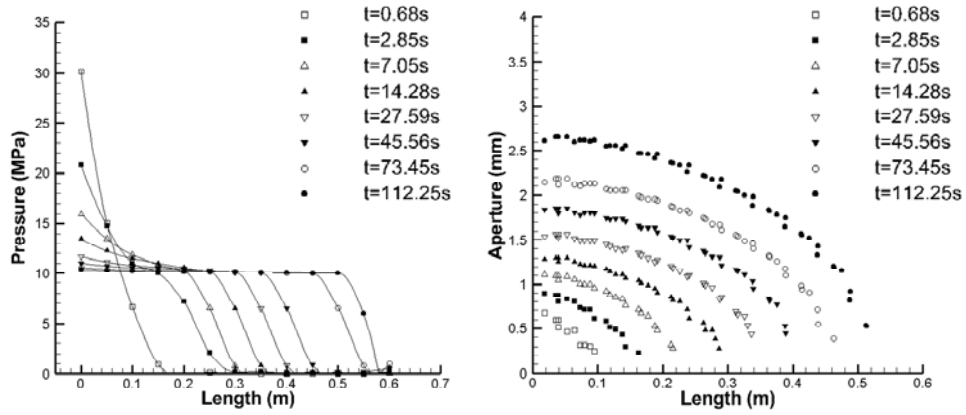 35
30
25
20
15
10
5
0
Pressure (MPa)
0
0.1
0.2
0.3
0.4
0.5
0.6
Length (m)
t=0.68s
t=2.85s
t=7.05s
t=14.28s
t=27.59s
t=45.56s
t=73.45s
t=112.25s
4
3.5
3
2.5
2
1.5
1
0.5
0
Aperture (mm)
0
0.1
0.2
0.3
0.4
0.5
0.6
Length (m)
t=0.68s
t=2.85s
t=7.05s
t=14.28s
t=27.59s
t=45.56s
t=73.45s
t=112.25s